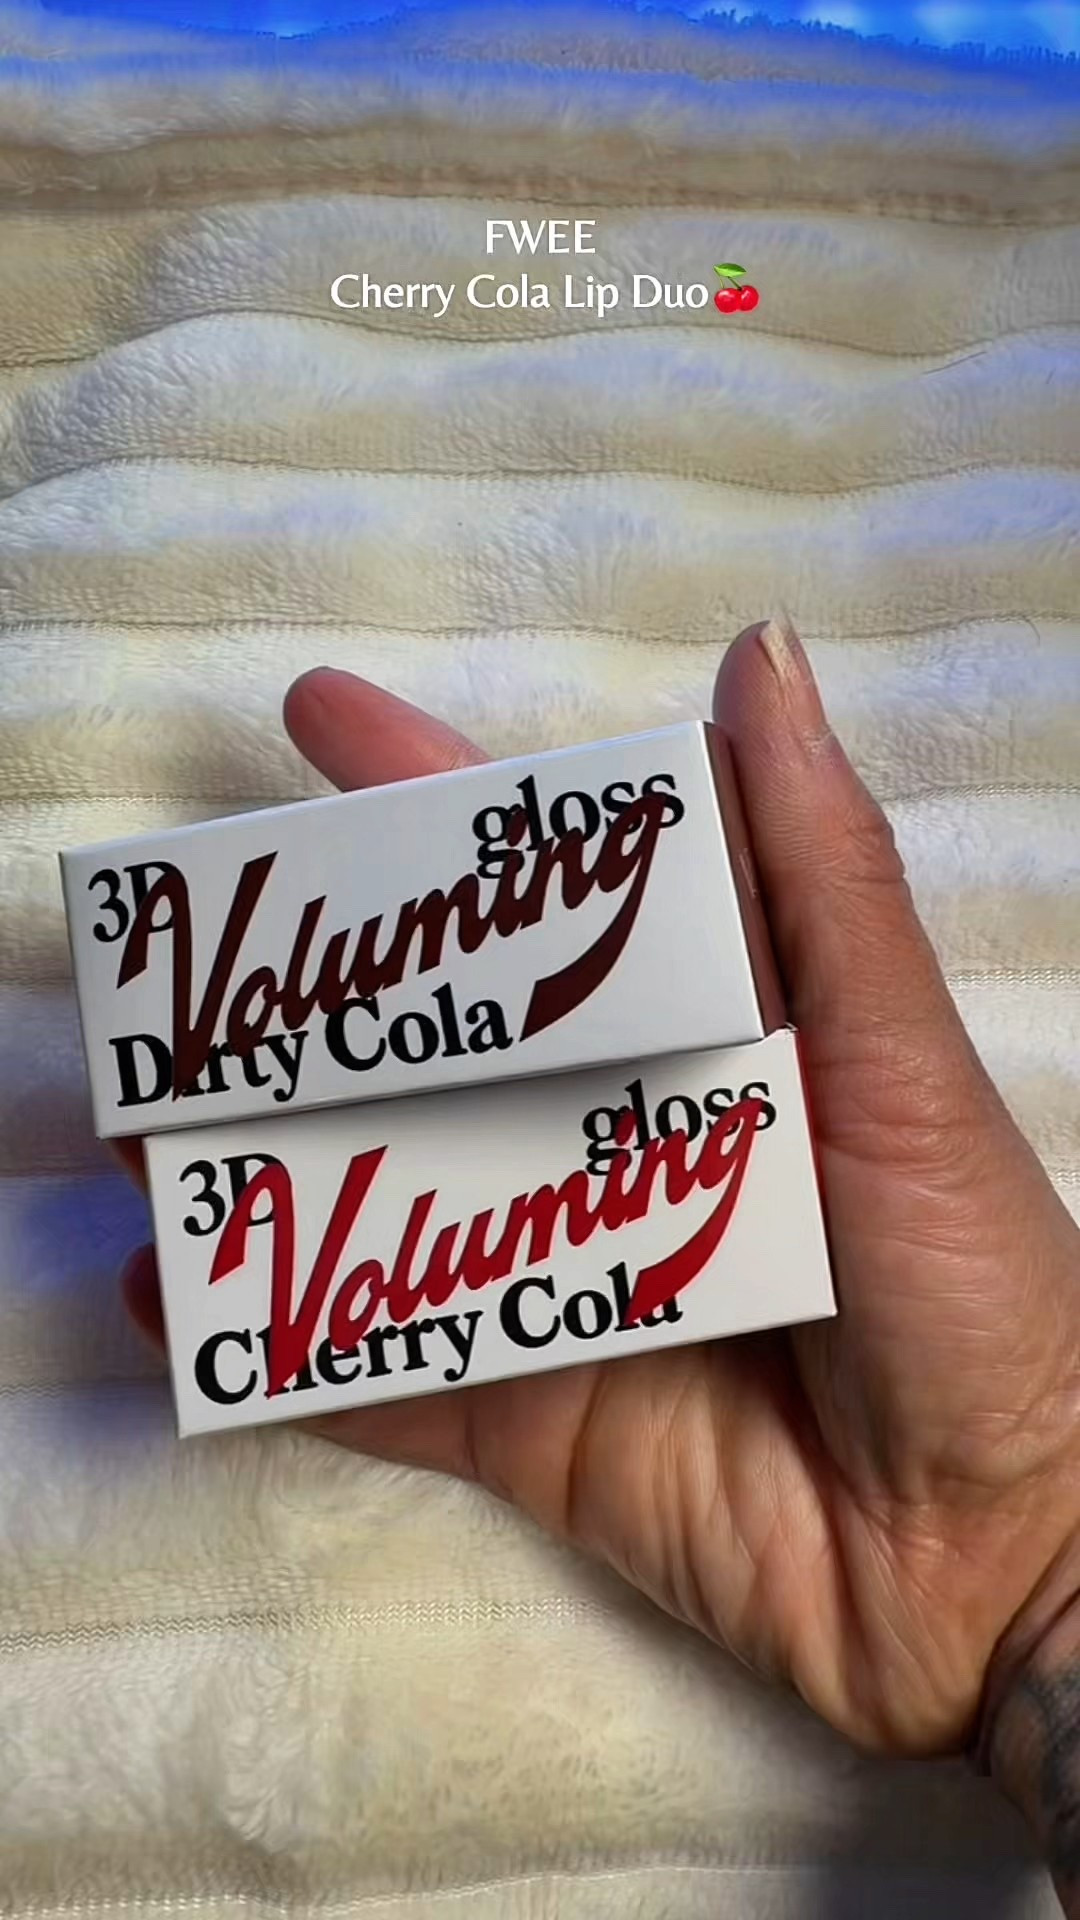 FWEE
Cherry Cola Lip Duo🍒
gloss
3D Voluming
Dirty Cola
gloss
3D Voluming
Cherry Cola